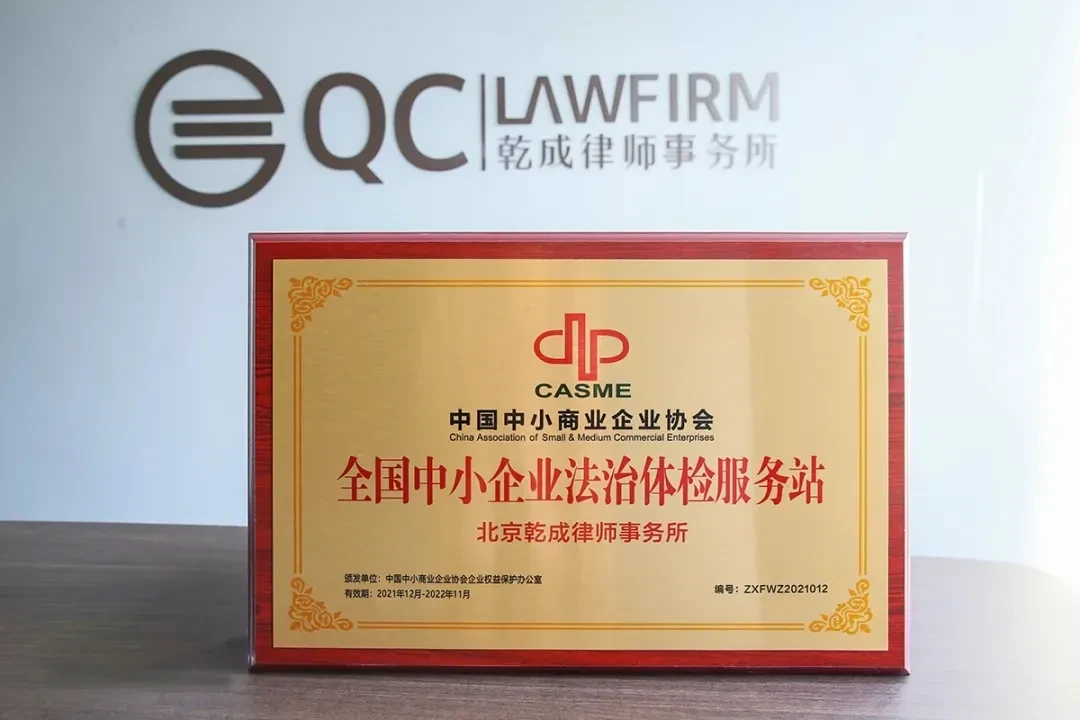 QC
LAWFIRM
乾成律师事务所
CASME
中国中小商业企业协会
China Association of Small & Medium Commercial Enterprises
全国中小企业法治体检服务站
北京乾成律师事务所
颁发单位：中国中小商业企业协会企业权益保护办公室
有效期：2021年12月-2022年11月
编号：ZXFWZ2021012